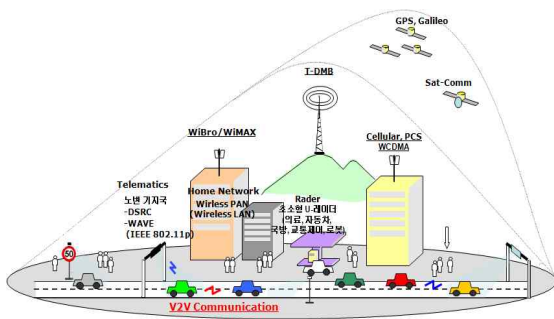 GPS, Galileo
T-DMB
Sat-Comm
WiBro/WiMAX
Cellular, PCS
WCDMA
Telematics
노변 기지국
-DSRC
-WAVE
(IEEE 802.11p)
Home Network
Wirless PAN
(Wireless LAN)
Rader
초소형 U-레이더
(의료, 자동차,
국방, 교통제어, 로봇)
50
V2V Communication